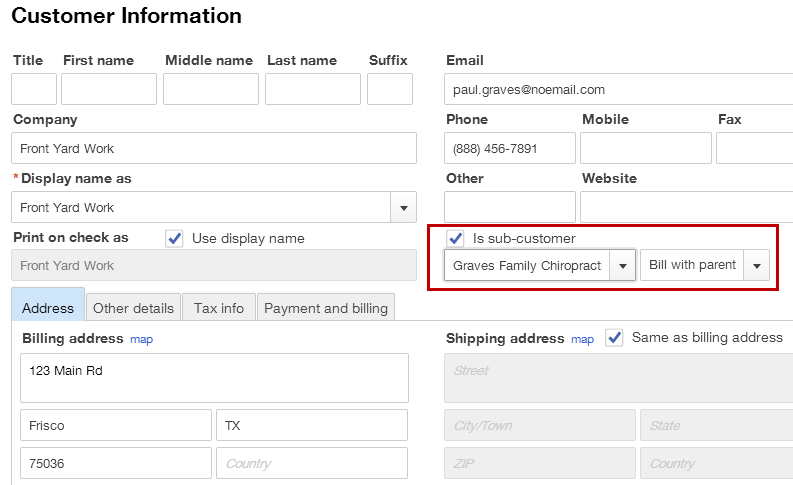 Customer Information
Title First name Middle name Last name Suffix Email
paul.graves@noemail.com
Company Phone Mobile Fax
Front Yard Work (888) 456-7891
*Display name as Other Website
Front Yard Work
Print on check as Use display name Is sub-customer
Front Yard Work Graves Family Chiropract Bill with parent
Address Other details Tax info Payment and billing
Billing address map Shipping address map Same as billing address
123 Main Rd Street
Frisco TX City/Town State
75036 Country ZIP Country